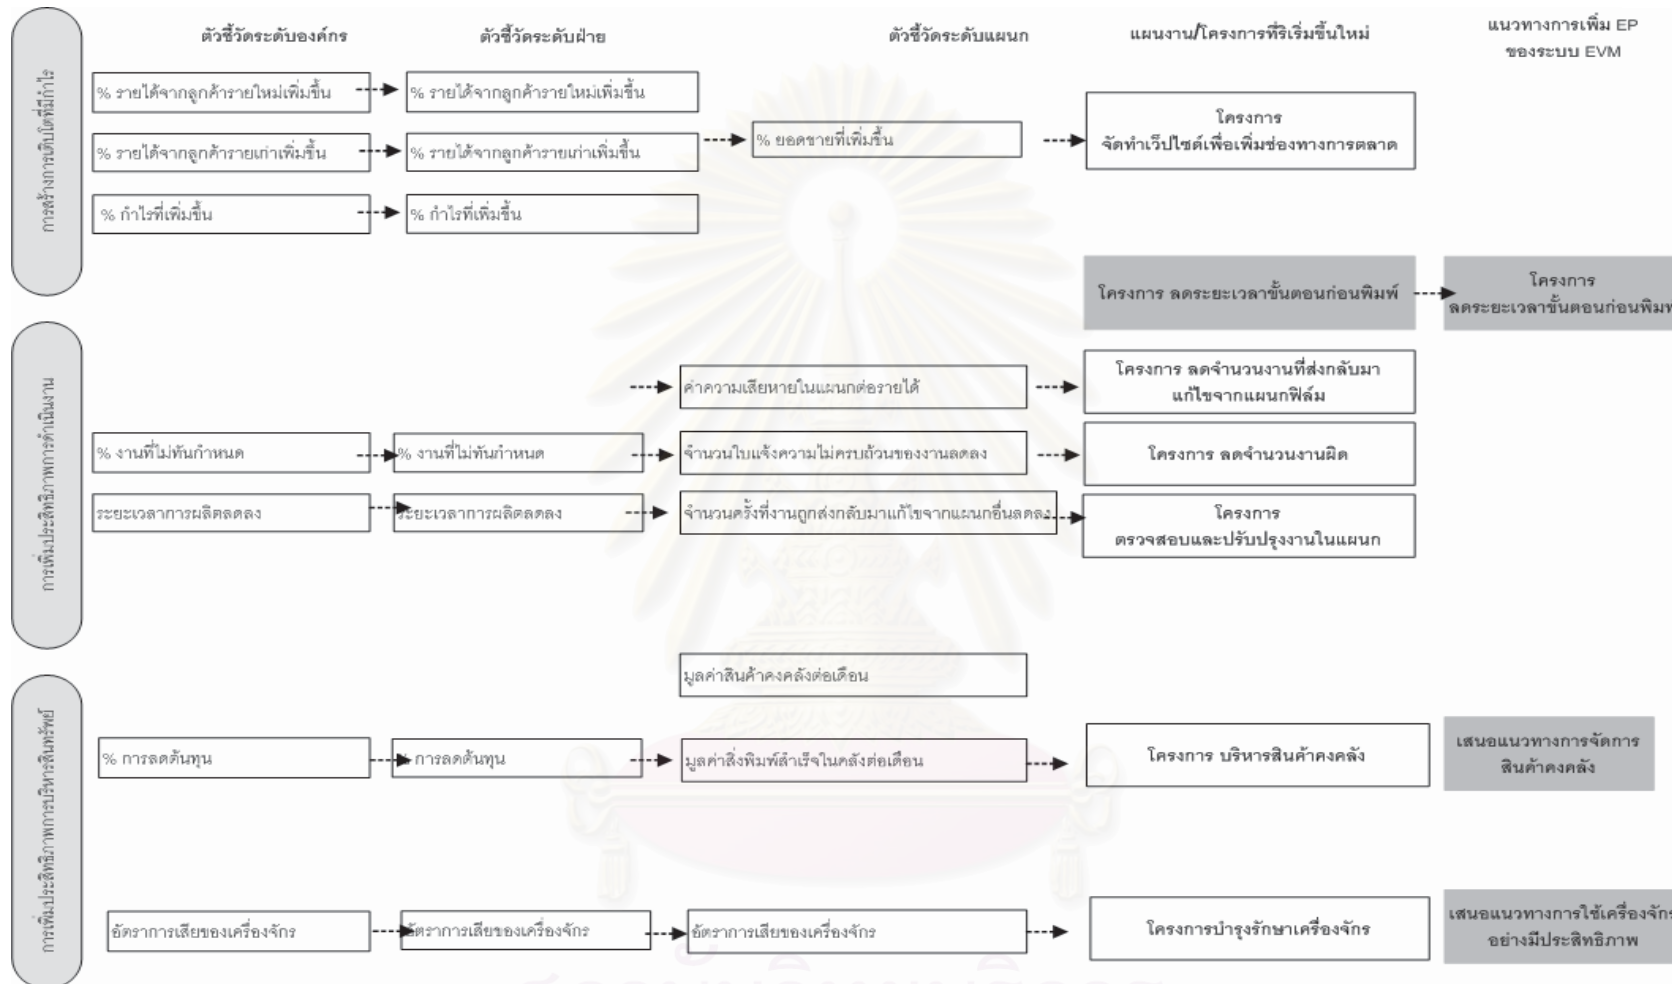 ตัวชี้วัดระดับองค์กร
ตัวชี้วัดระดับฝ่าย
ตัวชี้วัดระดับแผนก
แผนงาน/โครงการที่ริเริ่มขึ้นใหม่
แนวทางการเพิ่ม EP
ของระบบ EVM
การสร้างการเติบโตที่มีกำไร
% รายได้จากลูกค้ารายใหม่เพิ่มขึ้น
% รายได้จากลูกค้ารายใหม่เพิ่มขึ้น
% รายได้จากลูกค้ารายเก่าเพิ่มขึ้น
% รายได้จากลูกค้ารายเก่าเพิ่มขึ้น
% ยอดขายที่เพิ่มขึ้น
โครงการ
จัดทำเว็ปไซต์เพื่อเพิ่มช่องทางการตลาด
% กำไรที่เพิ่มขึ้น
% กำไรที่เพิ่มขึ้น
โครงการ ลดระยะเวลาขั้นตอนก่อนพิมพ์
โครงการ
ลดระยะเวลาขั้นตอนก่อนพิมพ์
การเพิ่มประสิทธิภาพการดำเนินงาน
ค่าความเสียหายในแผนกต่อรายได้
โครงการ ลดจำนวนงานที่ส่งกลับมา
แก้ไขจากแผนกฟิล์ม
% งานที่ไม่ทันกำหนด
% งานที่ไม่ทันกำหนด
จำนวนใบแจ้งความไม่ครบถ้วนของงานลดลง
โครงการ ลดจำนวนงานผิด
ระยะเวลาการผลิตลดลง
ระยะเวลาการผลิตลดลง
จำนวนครั้งที่งานถูกส่งกลับมาแก้ไขจากแผนกอื่นลดลง
โครงการ
ตรวจสอบและปรับปรุงงานในแผนก
การเพิ่มประสิทธิภาพการบริหารสินทรัพย์
มูลค่าสินค้าคงคลังต่อเดือน
% การลดต้นทุน
% การลดต้นทุน
มูลค่าสิ่งพิมพ์สำเร็จในคลังต่อเดือน
โครงการ บริหารสินค้าคงคลัง
เสนอแนวทางการจัดการ
สินค้าคงคลัง
อัตราการเสียของเครื่องจักร
อัตราการเสียของเครื่องจักร
อัตราการเสียของเครื่องจักร
โครงการบำรุงรักษาเครื่องจักร
เสนอแนวทางการใช้เครื่องจักร
อย่างมีประสิทธิภาพ